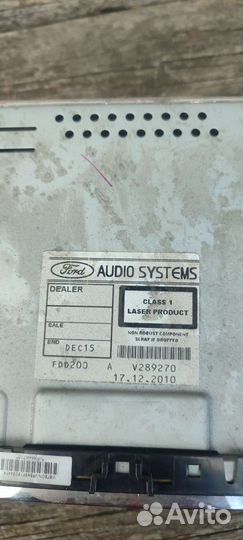 Ford AUDIO SYSTEMS
DEALER
CLASS 1
LASER PRODUCT
SALE
NON ROBUST COMPONENT
SCRAP IF DROPPED
END DEC15
FDD200 A V289270
17.12.2010
Avito